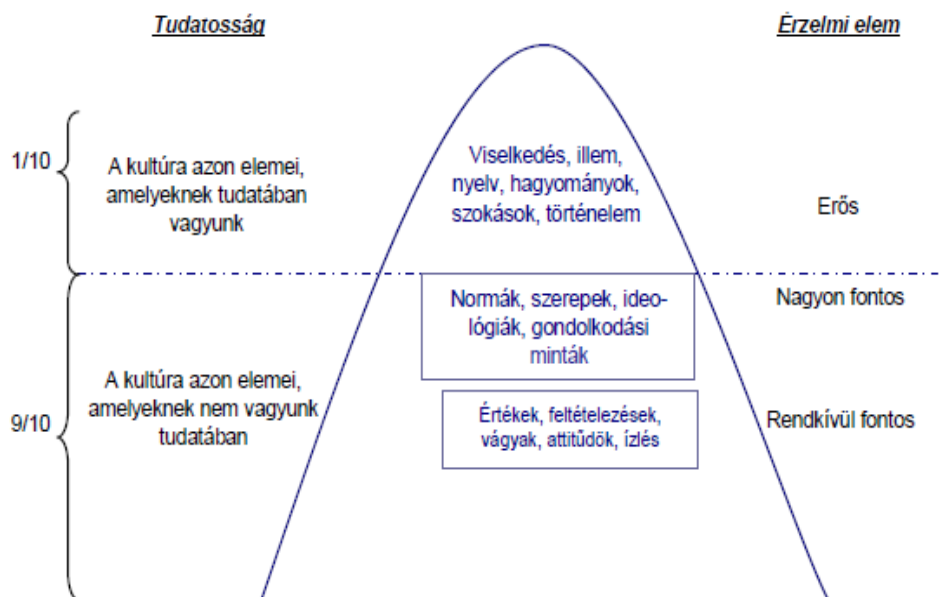 Tudatosság
Érzelmi elem
1/10
A kultúra azon elemei,
amelyeknek tudatában
vagyunk
Viselkedés, illem,
nyelv, hagyományok,
szokások, történelem
Erős
9/10
A kultúra azon elemei,
amelyeknek nem vagyunk
tudatában
Normák, szerepek, ideo-
lógiák, gondolkodási
minták
Nagyon fontos
Értékek, feltételezések,
vágyak, attitűdök, ízlés
Rendkívül fontos